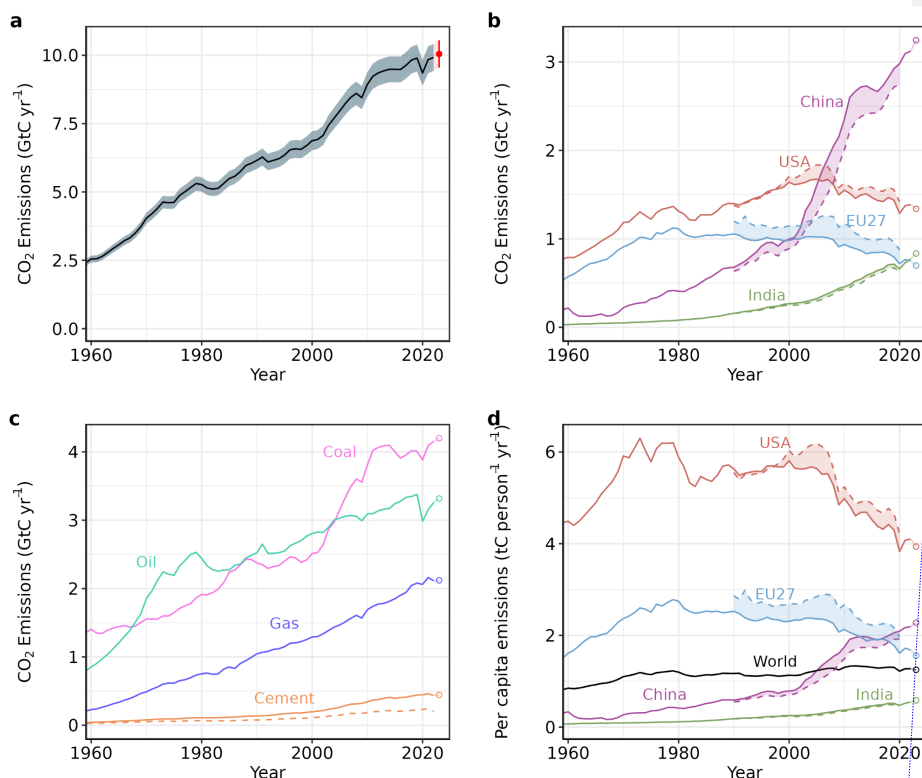 a
CO2 Emissions (GtC yr-1)
10.0
7.5
5.0
2.5
0.0
1960 1980 2000 2020
Year
b
CO2 Emissions (GtC yr-1)
3
2
1
0
China
USA
EU27
India
1960 1980 2000 2020
Year
c
CO2 Emissions (GtC yr-1)
4
3
2
1
0
Coal
Oil
Gas
Cement
1960 1980 2000 2020
Year
d
Per capita emissions (tC person-1 yr-1)
6
4
2
0
USA
EU27
World
China
India
1960 1980 2000 2020
Year